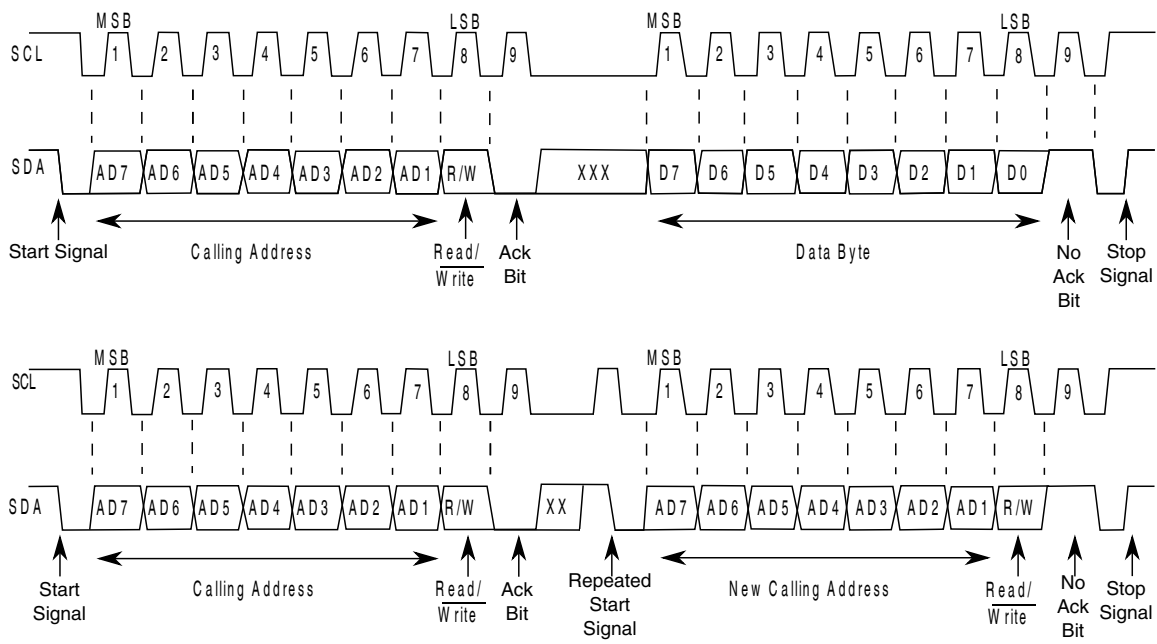 MSB LSB MSB LSB
SCL 1 2 3 4 5 6 7 8 9 1 2 3 4 5 6 7 8 9
SDA AD7 AD6 AD5 AD4 AD3 AD2 AD1 R/W XXX D7 D6 D5 D4 D3 D2 D1 D0
Start Signal Calling Address Read/ Ack Data Byte No Stop
Write Bit Ack Signal
Bit
MSB LSB MSB LSB
SCL 1 2 3 4 5 6 7 8 9 1 2 3 4 5 6 7 8 9
SDA AD7 AD6 AD5 AD4 AD3 AD2 AD1 R/W XX AD7 AD6 AD5 AD4 AD3 AD2 AD1 R/W
Start Calling Address Read/ Ack Repeated New Calling Address Read/ No Stop
Signal Write Bit Start Write Ack Signal
Signal Bit